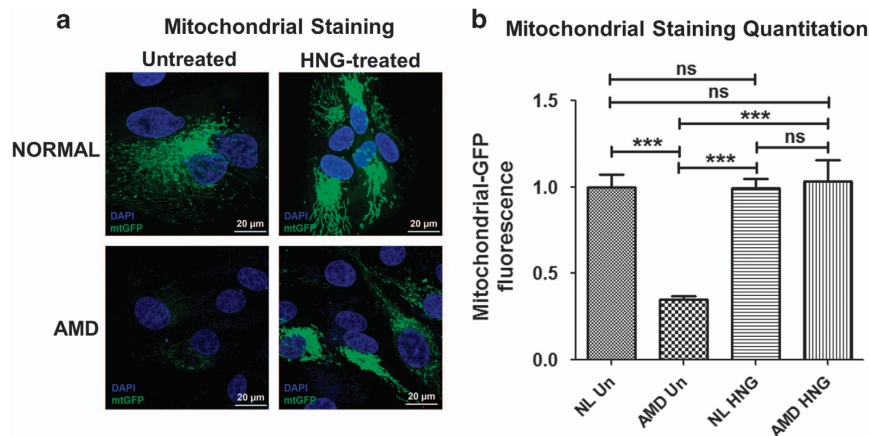 a
Mitochondrial Staining
Untreated
HNG-treated
NORMAL
DAPI
mtGFP
20 µm
DAPI
mtGFP
20 µm
AMD
DAPI
mtGFP
20 µm
DAPI
mtGFP
20 µm
b
Mitochondrial Staining Quantitation
Mitochondrial-GFP
fluorescence
1.5
1.0
0.5
0.0
ns
ns
***
***
***
ns
NL Un
AMD Un
NL HNG
AMD HNG